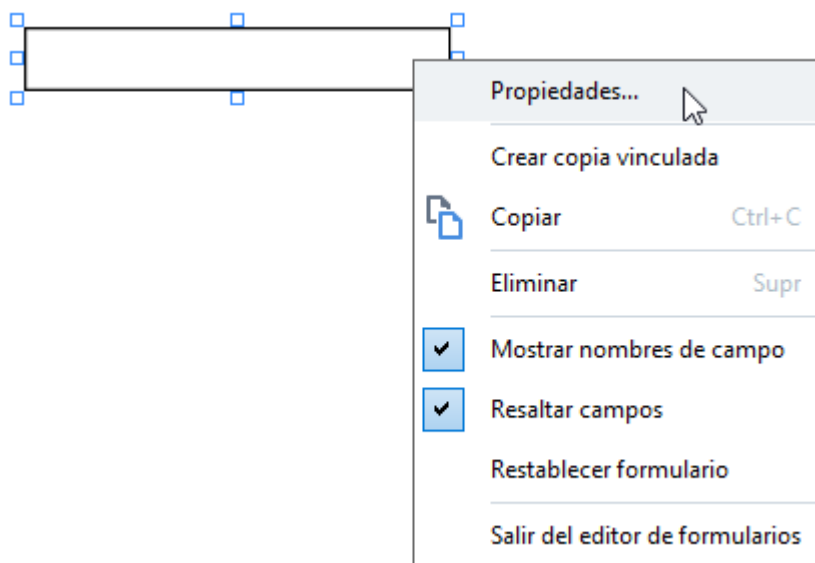 Propiedades...
Crear copia vinculada
Copiar Ctrl+C
Eliminar Supr
Mostrar nombres de campo
Resaltar campos
Restablecer formulario
Salir del editor de formularios